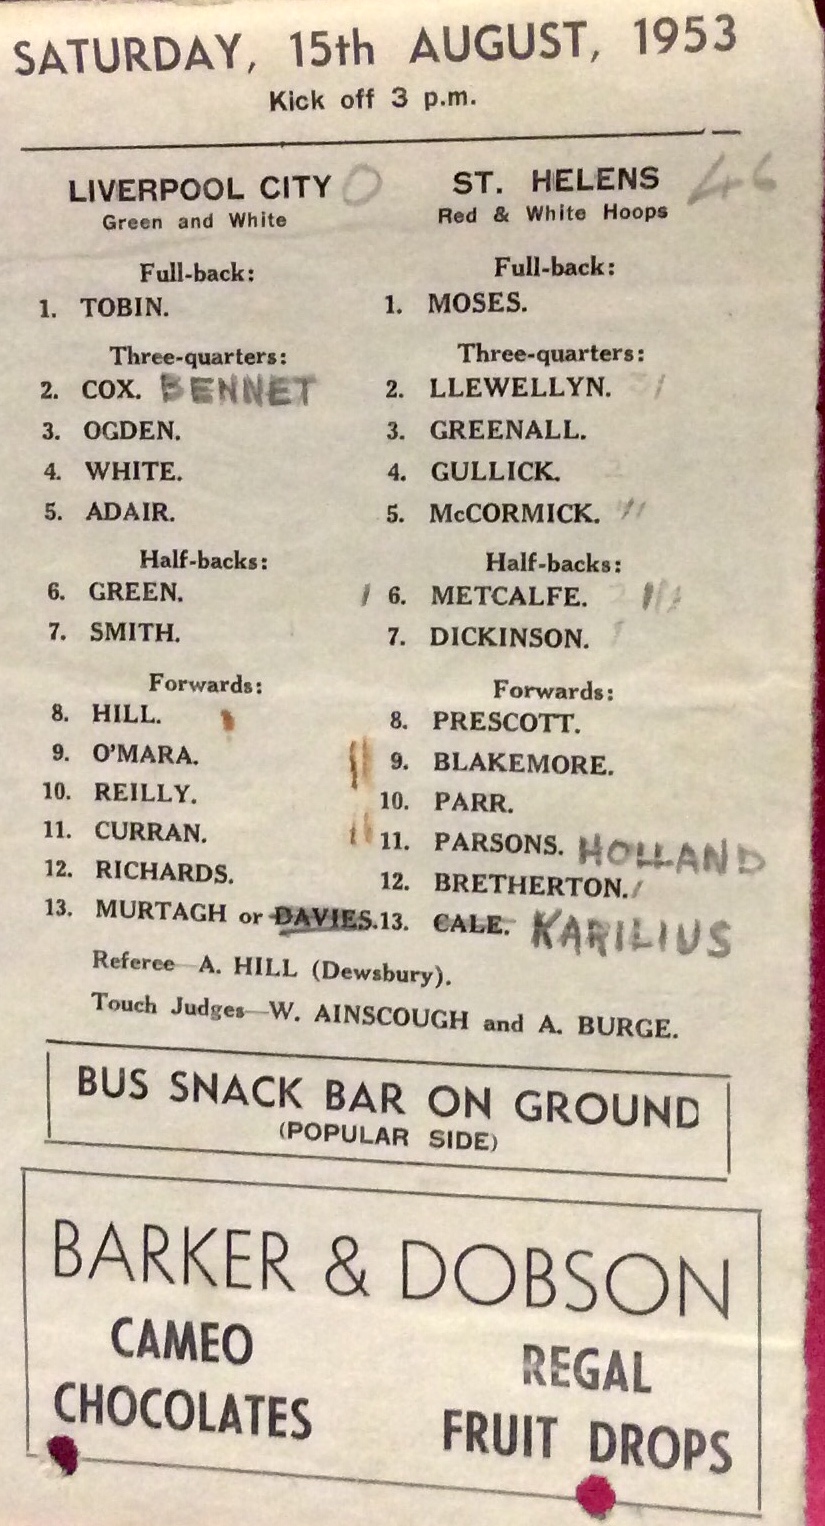 SATURDAY, 15th AUGUST, 1953
Kick off 3 p.m.
LIVERPOOL CITY 0
Green and White
Full-back:
1. TOBIN.
Three-quarters:
2. COX. BENNET
3. OGDEN.
4. WHITE.
5. ADAIR.
Half-backs:
6. GREEN.
7. SMITH.
Forwards:
8. HILL.
9. O'MARA.
10. REILLY.
11. CURRAN.
12. RICHARDS.
13. MURTAGH or DAVIES.
ST. HELENS 46
Red & White Hoops
Full-back:
1. MOSES.
Three-quarters:
2. LLEWELLYN.
3. GREENALL.
4. GULLICK.
5. McCORMICK.
Half-backs:
6. METCALFE.
7. DICKINSON.
Forwards:
8. PRESCOTT.
9. BLAKEMORE.
10. PARR.
11. PARSONS. HOLLAND
12. BRETHERTON.
13. CALE. KARILIUS
Referee—A. HILL (Dewsbury).
Touch Judges—W. AINSCOUGH and A. BURGE.
BUS SNACK BAR ON GROUND
(POPULAR SIDE)
BARKER & DOBSON
CAMEO
CHOCOLATES
REGAL
FRUIT DROPS